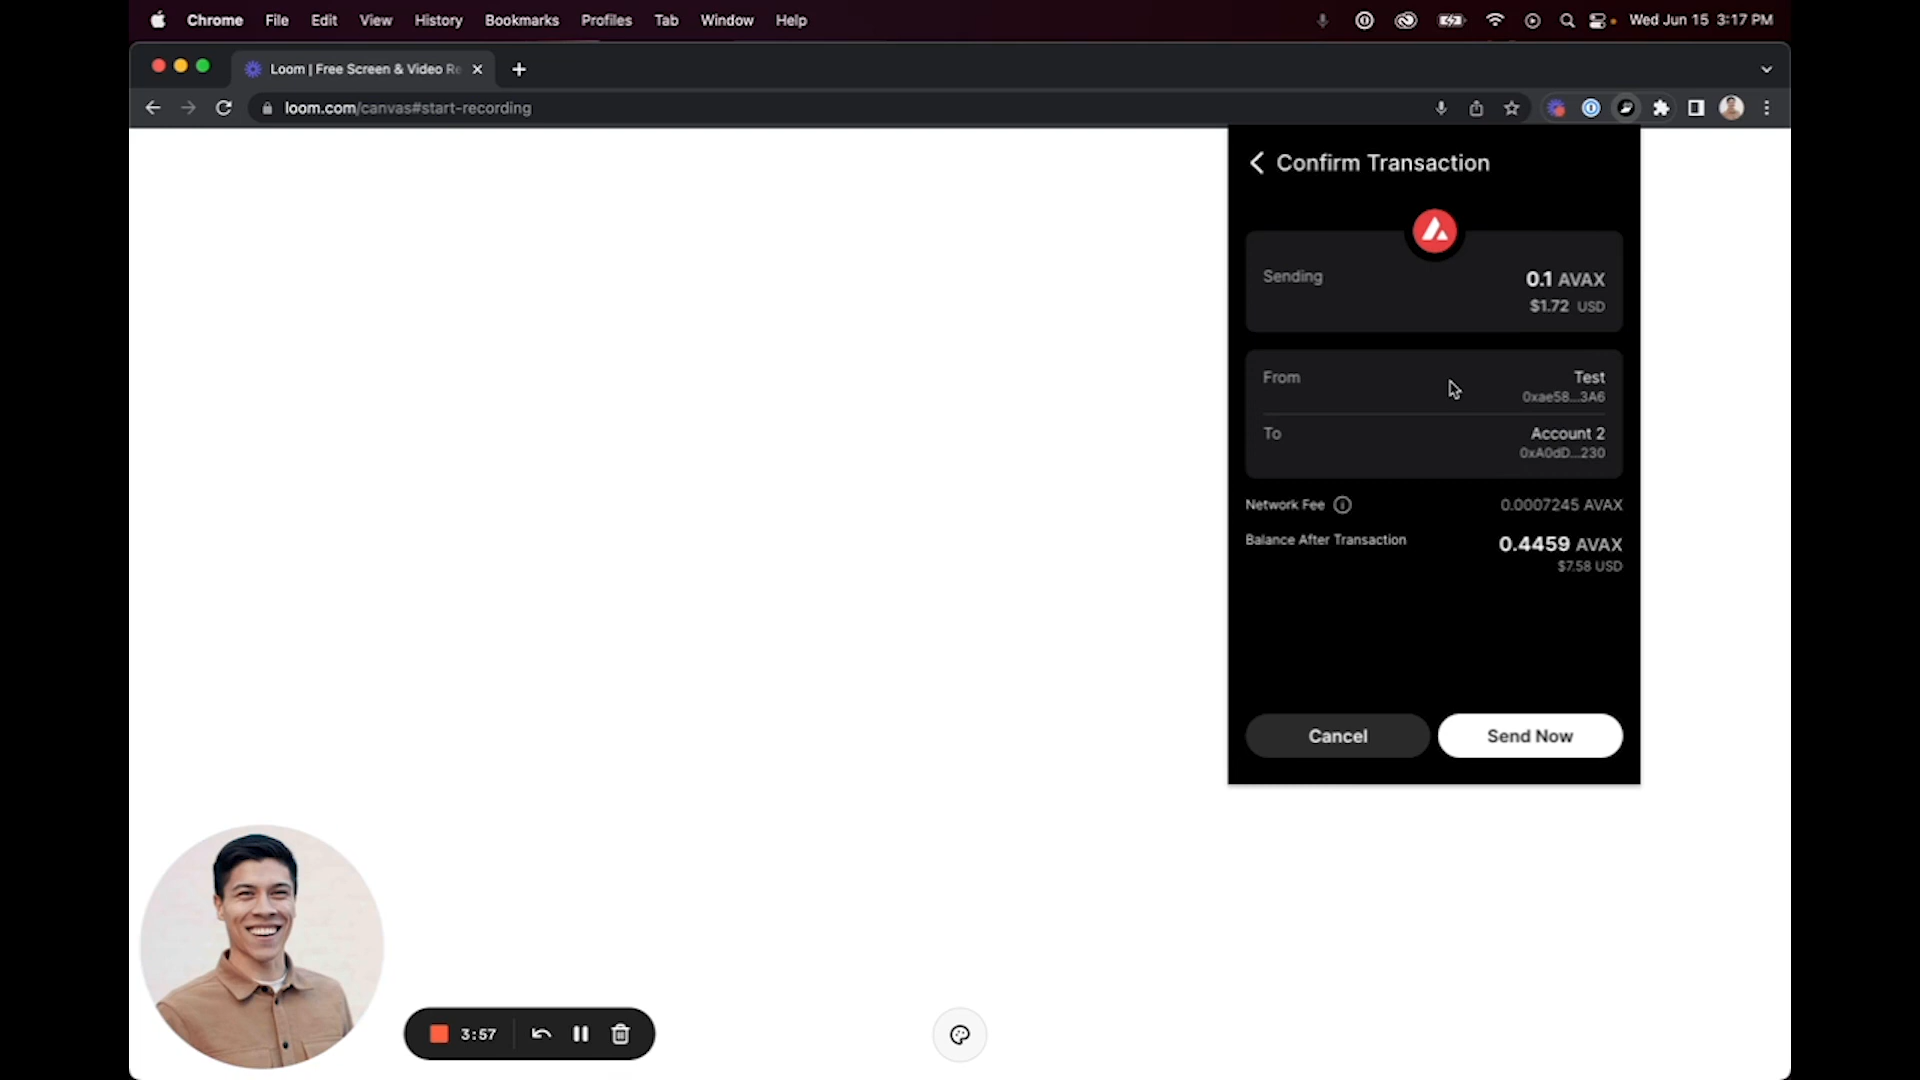 Chrome File Edit View History Bookmarks Profiles Tab Window Help Wed Jun 15 3:17 PM
Loom | Free Screen & Video Re
loom.com/canvas#start-recording
Confirm Transaction
Sending 0.1 AVAX
$1.72 USD
From Test
0xae58...3A6
To Account 2
0xA0dD...230
Network Fee 0.0007245 AVAX
Balance After Transaction 0.4459 AVAX
$7.58 USD
Cancel Send Now
3:57